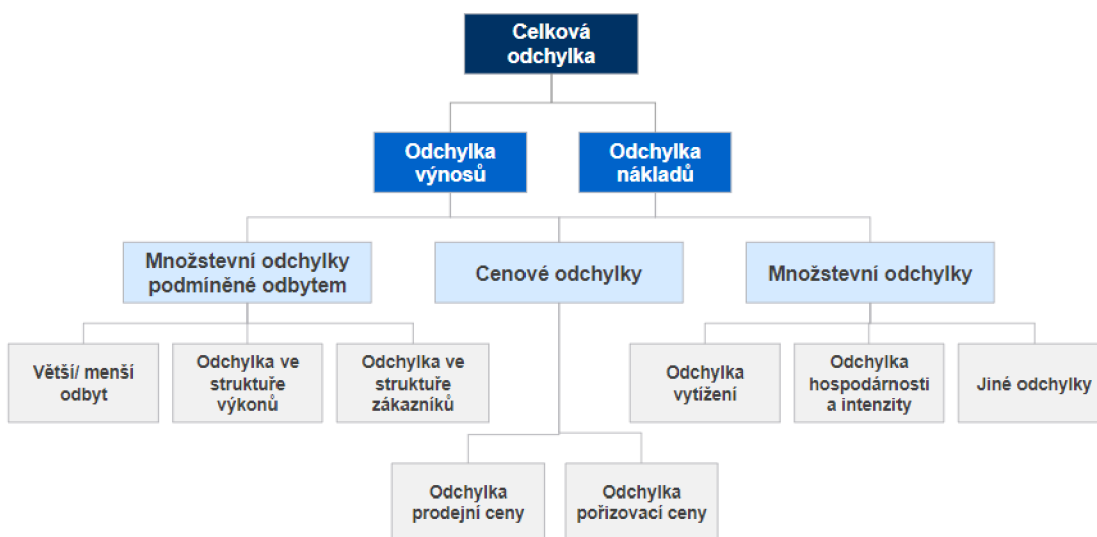 Celková
odchylka
Odchylka
výnosů
Odchylka
nákladů
Množstevní odchylky
podmíněné odbytem
Cenové odchylky
Množstevní odchylky
Větší/ menší
odbyt
Odchylka ve
struktuře
výkonů
Odchylka ve
struktuře
zákazníků
Odchylka
vytížení
Odchylka
hospodárnosti
a intenzity
Jiné odchylky
Odchylka
prodejní ceny
Odchylka
pořizovací ceny